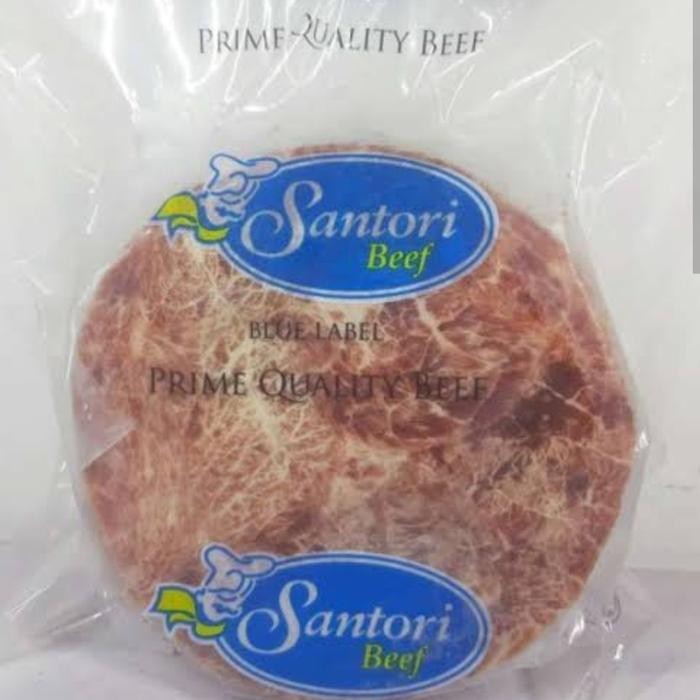 PRIME QUALITY BEEF
Santori
Beef
BLUE LABEL
PRIME QUALITY BEEF
Santori
Beef